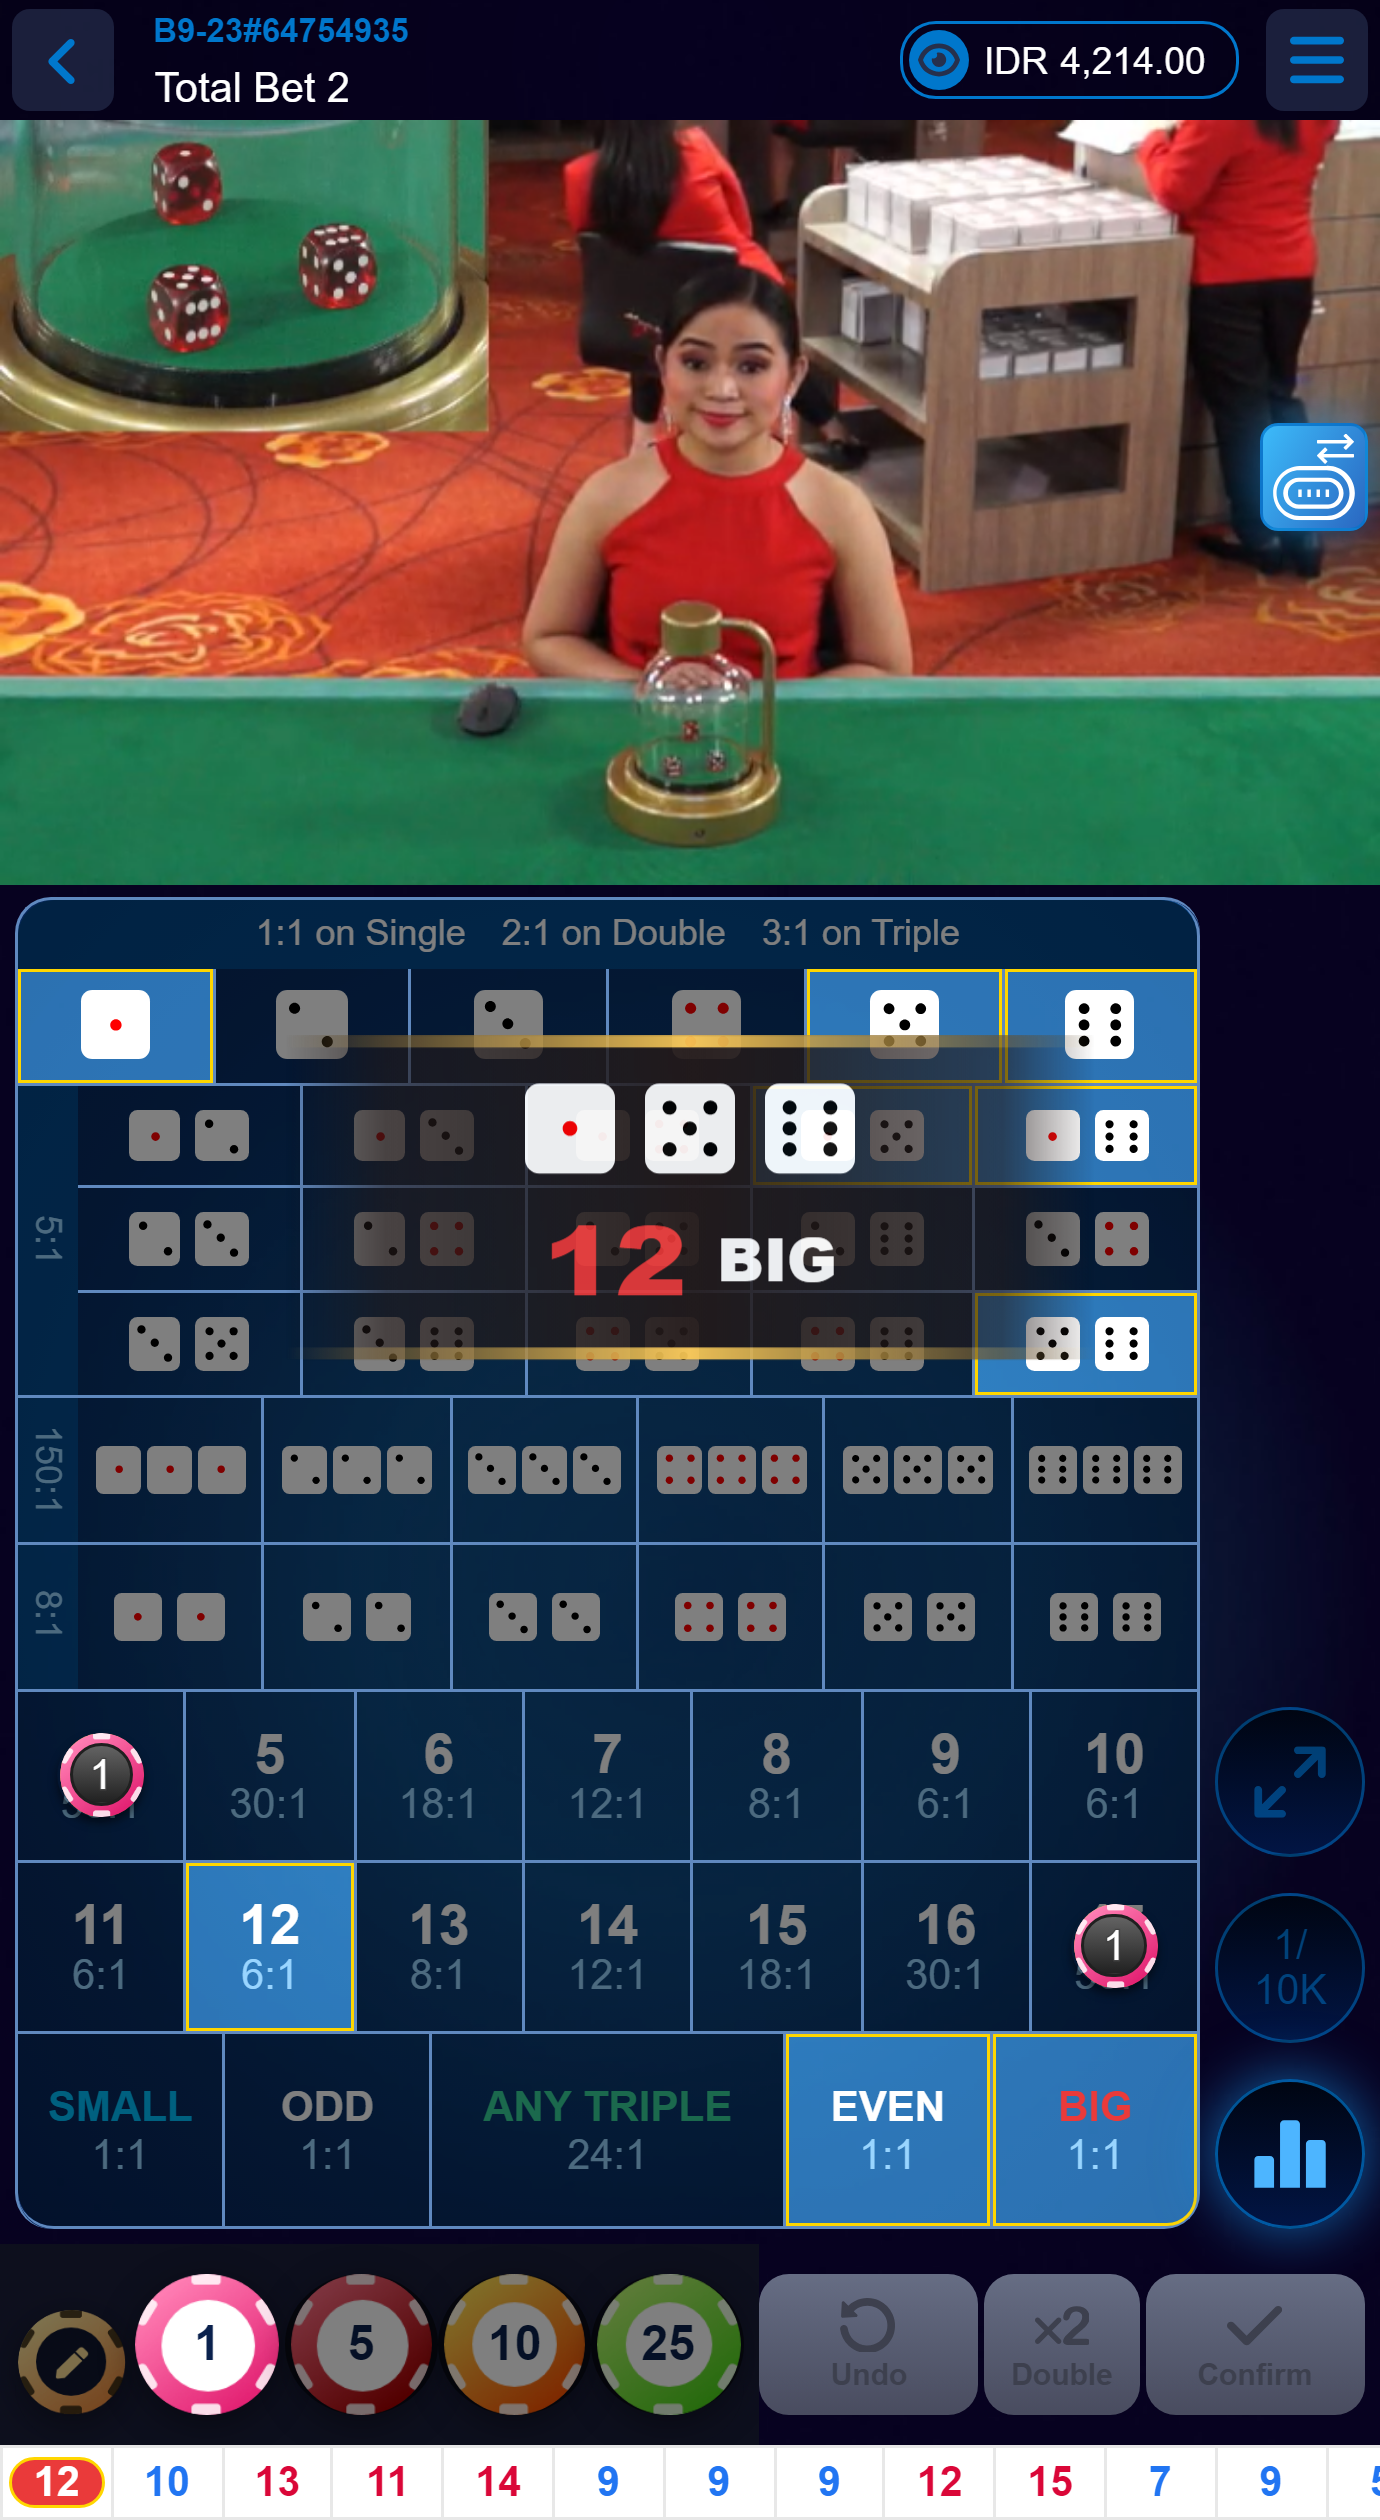 B9-23#64754935
Total Bet 2
IDR 4,214.00
1:1 on Single 2:1 on Double 3:1 on Triple
12 BIG
5:1
150:1
8:1
1
5 6 7 8 9 10
30:1 18:1 12:1 8:1 6:1 6:1
11 12 13 14 15 16
1
6:1 6:1 8:1 12:1 18:1 30:1
SMALL ODD ANY TRIPLE EVEN BIG
1:1 1:1 24:1 1:1 1:1
1/
10K
1 5 10 25
x2
Undo Double Confirm
12 10 13 11 14 9 9 9 12 15 7 9